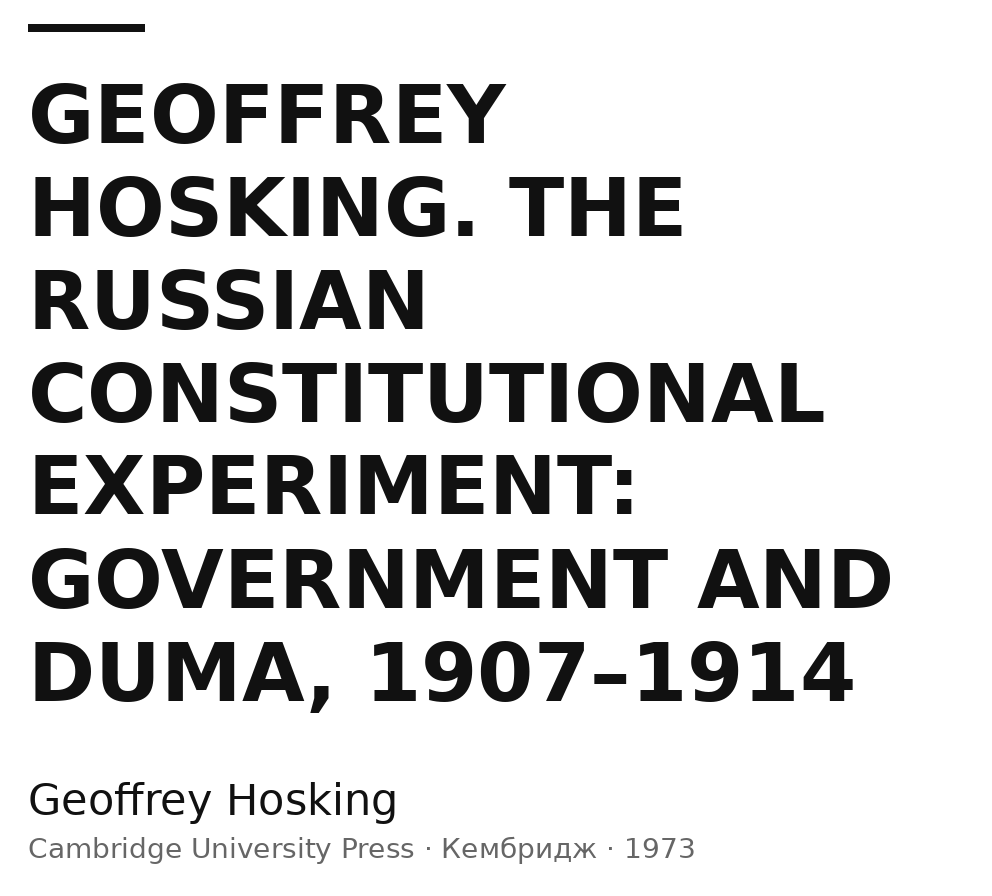 GEOFFREY
HOSKING. THE
RUSSIAN
CONSTITUTIONAL
EXPERIMENT:
GOVERNMENT AND
DUMA, 1907–1914
Geoffrey Hosking
Cambridge University Press · Кембридж · 1973